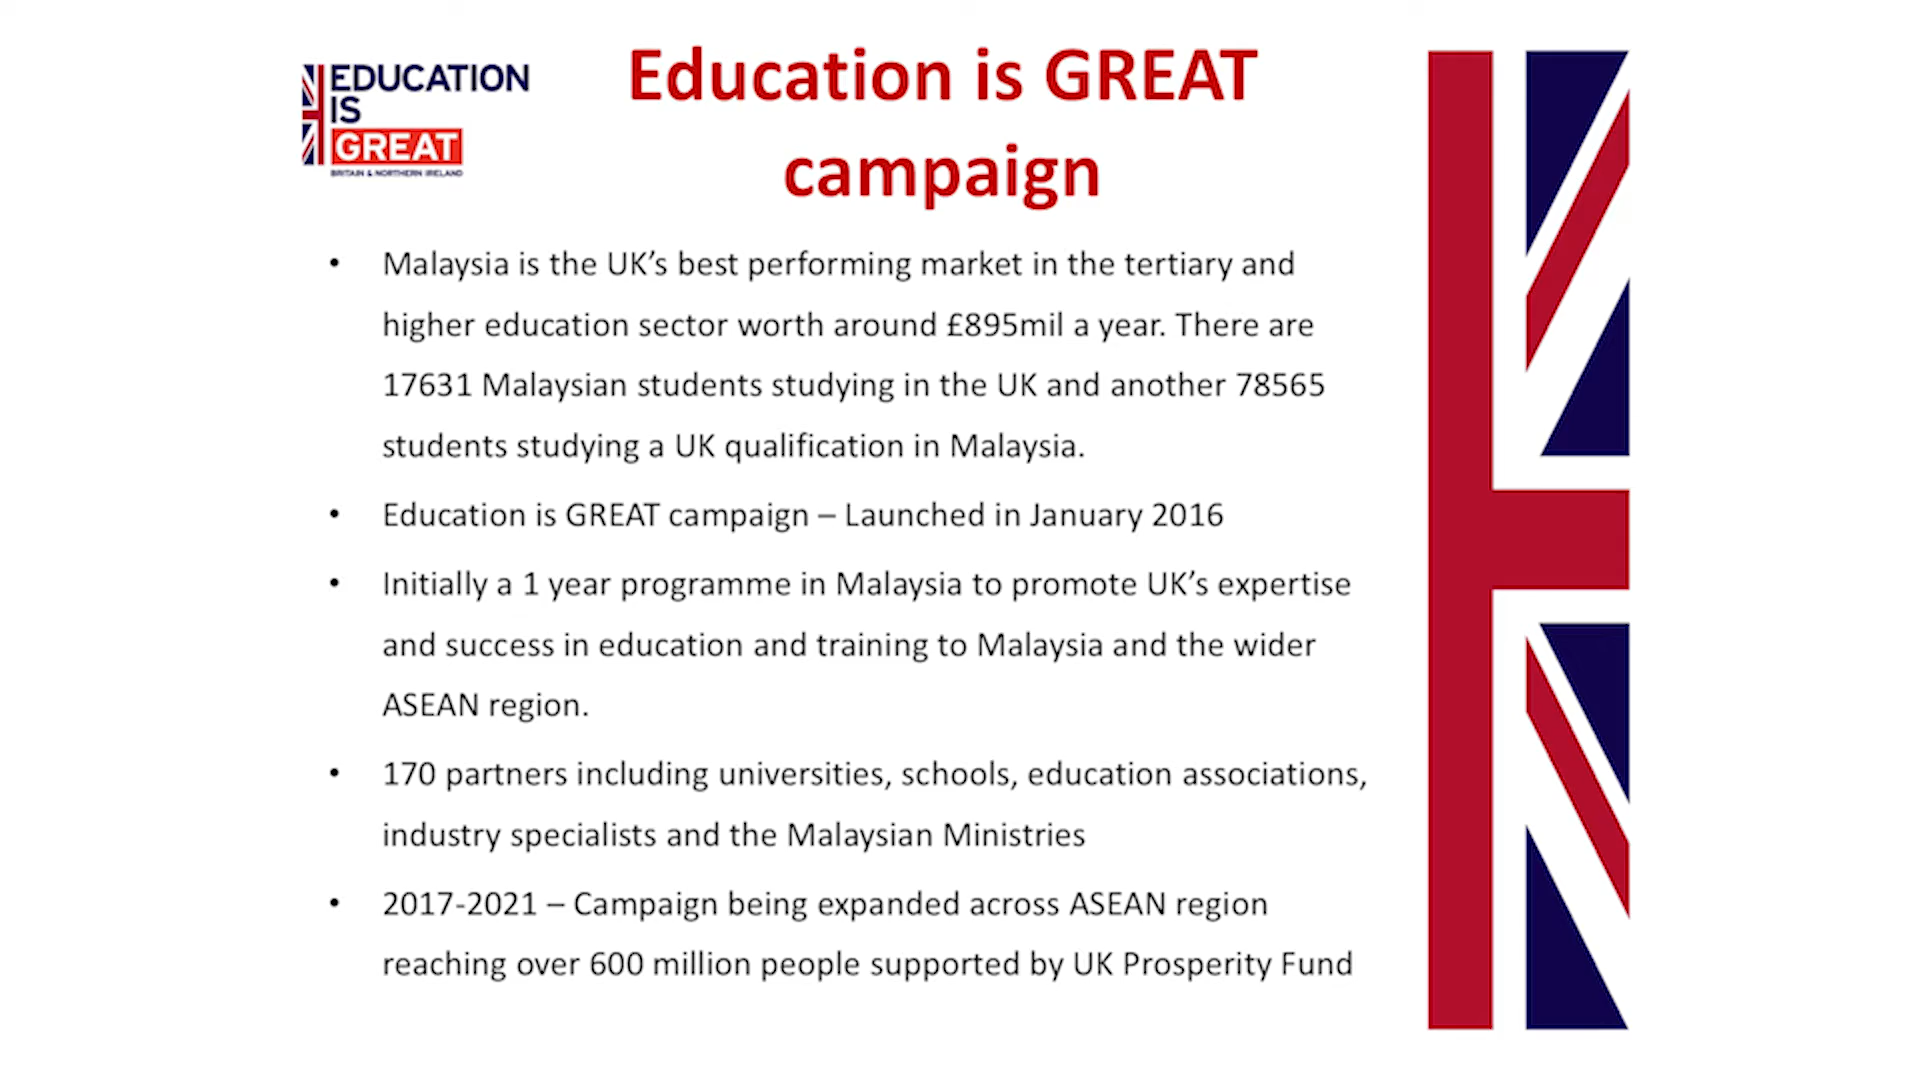 EDUCATION
IS
GREAT
BRITAIN & NORTHERN IRELAND
Education is GREAT
campaign
• Malaysia is the UK’s best performing market in the tertiary and
higher education sector worth around £895mil a year. There are
17631 Malaysian students studying in the UK and another 78565
students studying a UK qualification in Malaysia.
• Education is GREAT campaign – Launched in January 2016
• Initially a 1 year programme in Malaysia to promote UK’s expertise
and success in education and training to Malaysia and the wider
ASEAN region.
• 170 partners including universities, schools, education associations,
industry specialists and the Malaysian Ministries
• 2017-2021 – Campaign being expanded across ASEAN region
reaching over 600 million people supported by UK Prosperity Fund